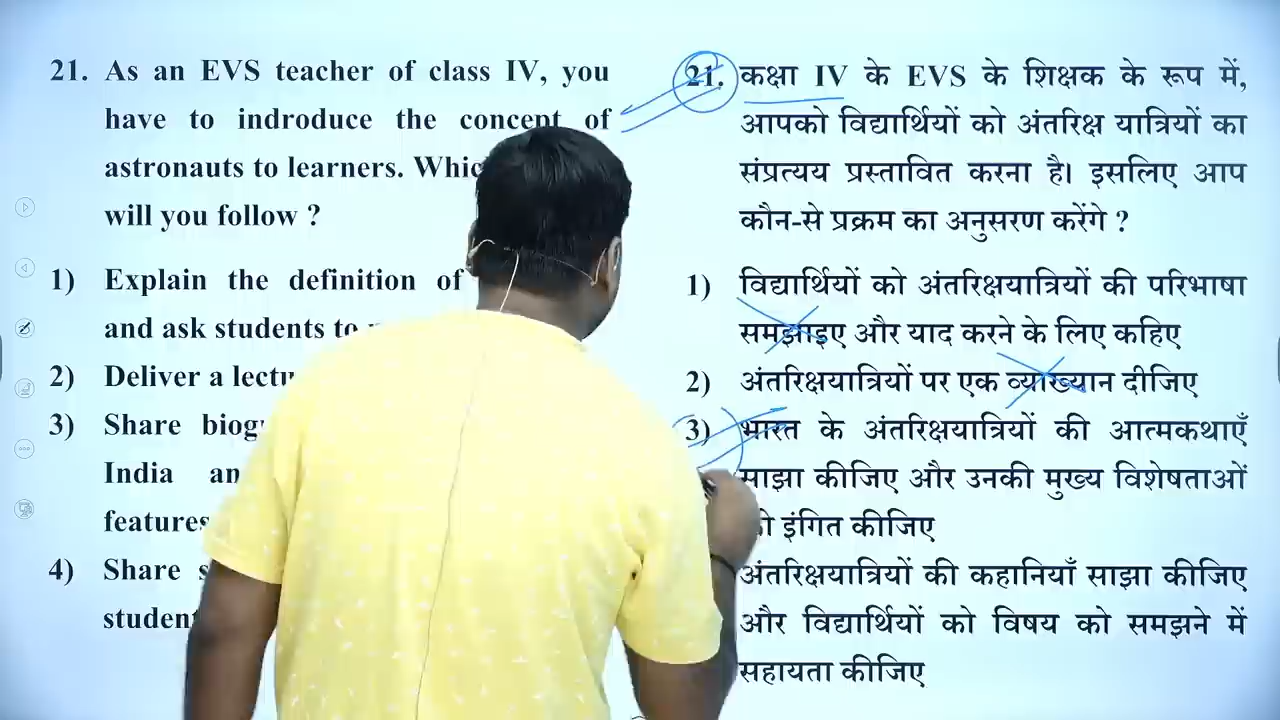 21. As an EVS teacher of class IV, you
have to indroduce the concept of
astronauts to learners.
will you follow ?
1) Explain the definition of
and ask students to
2) Deliver a
3) Share
India
features
4) Share
21. कक्षा IV के EVS के शिक्षक के रूप में,
आपको विद्यार्थियों को अंतरिक्ष यात्रियों का
संप्रत्यय प्रस्तावित करना है। इसलिए आप
कौन-से प्रक्रम का अनुसरण करेंगे ?
1) विद्यार्थियों को अंतरिक्षयात्रियों की परिभाषा
समझाइए और याद करने के लिए कहिए
2) अंतरिक्षयात्रियों पर एक व्याख्यान दीजिए
3) भारत के अंतरिक्षयात्रियों की आत्मकथाएँ
साझा कीजिए और उनकी मुख्य विशेषताओं
इंगित कीजिए
अंतरिक्षयात्रियों की कहानियाँ साझा कीजिए
और विद्यार्थियों को विषय को समझने में
सहायता कीजिए